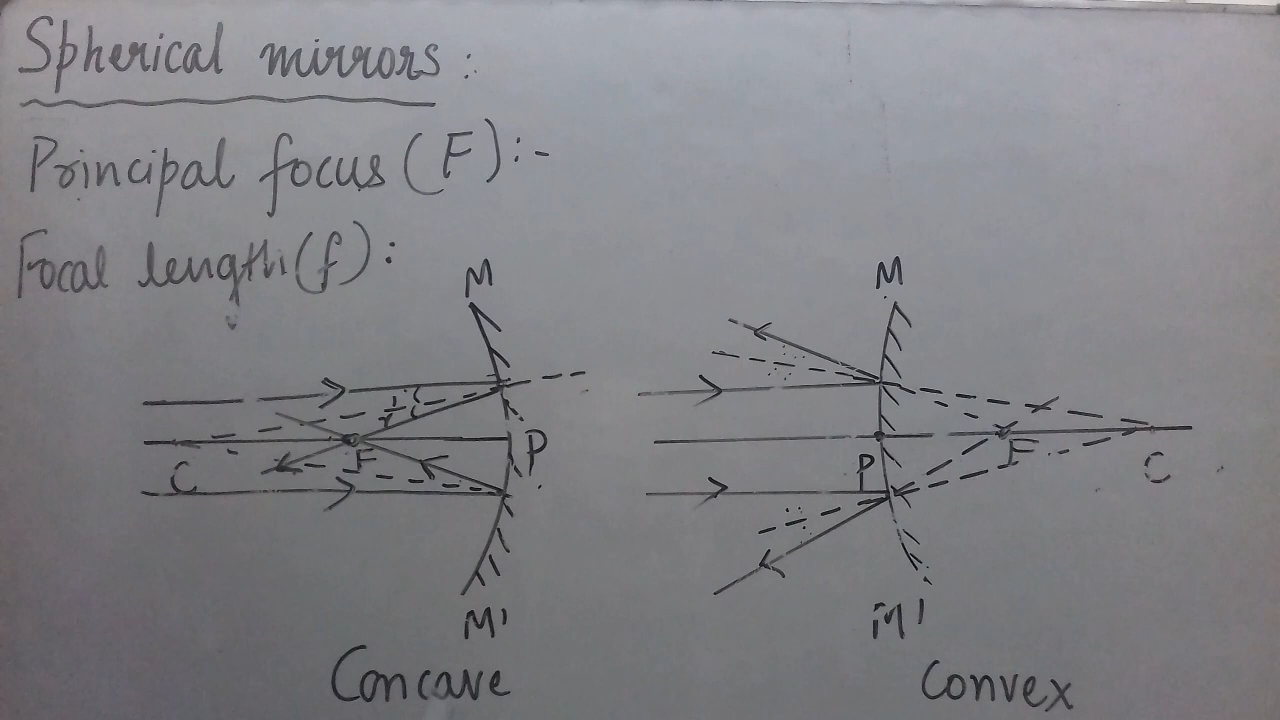 Spherical mirrors:
Principal focus (F):-
Focal length (f):
M
M
C
F
P
P
F
C
M'
M'
Concave
Convex